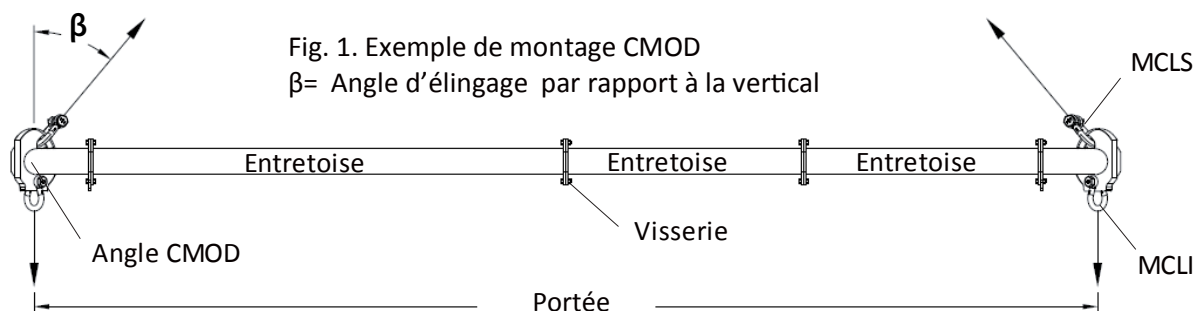 β
Fig. 1. Exemple de montage CMOD
β= Angle d'élingage par rapport à la vertical
MCLS
Entretoise Entretoise Entretoise
Visserie
Angle CMOD
MCLI
Portée